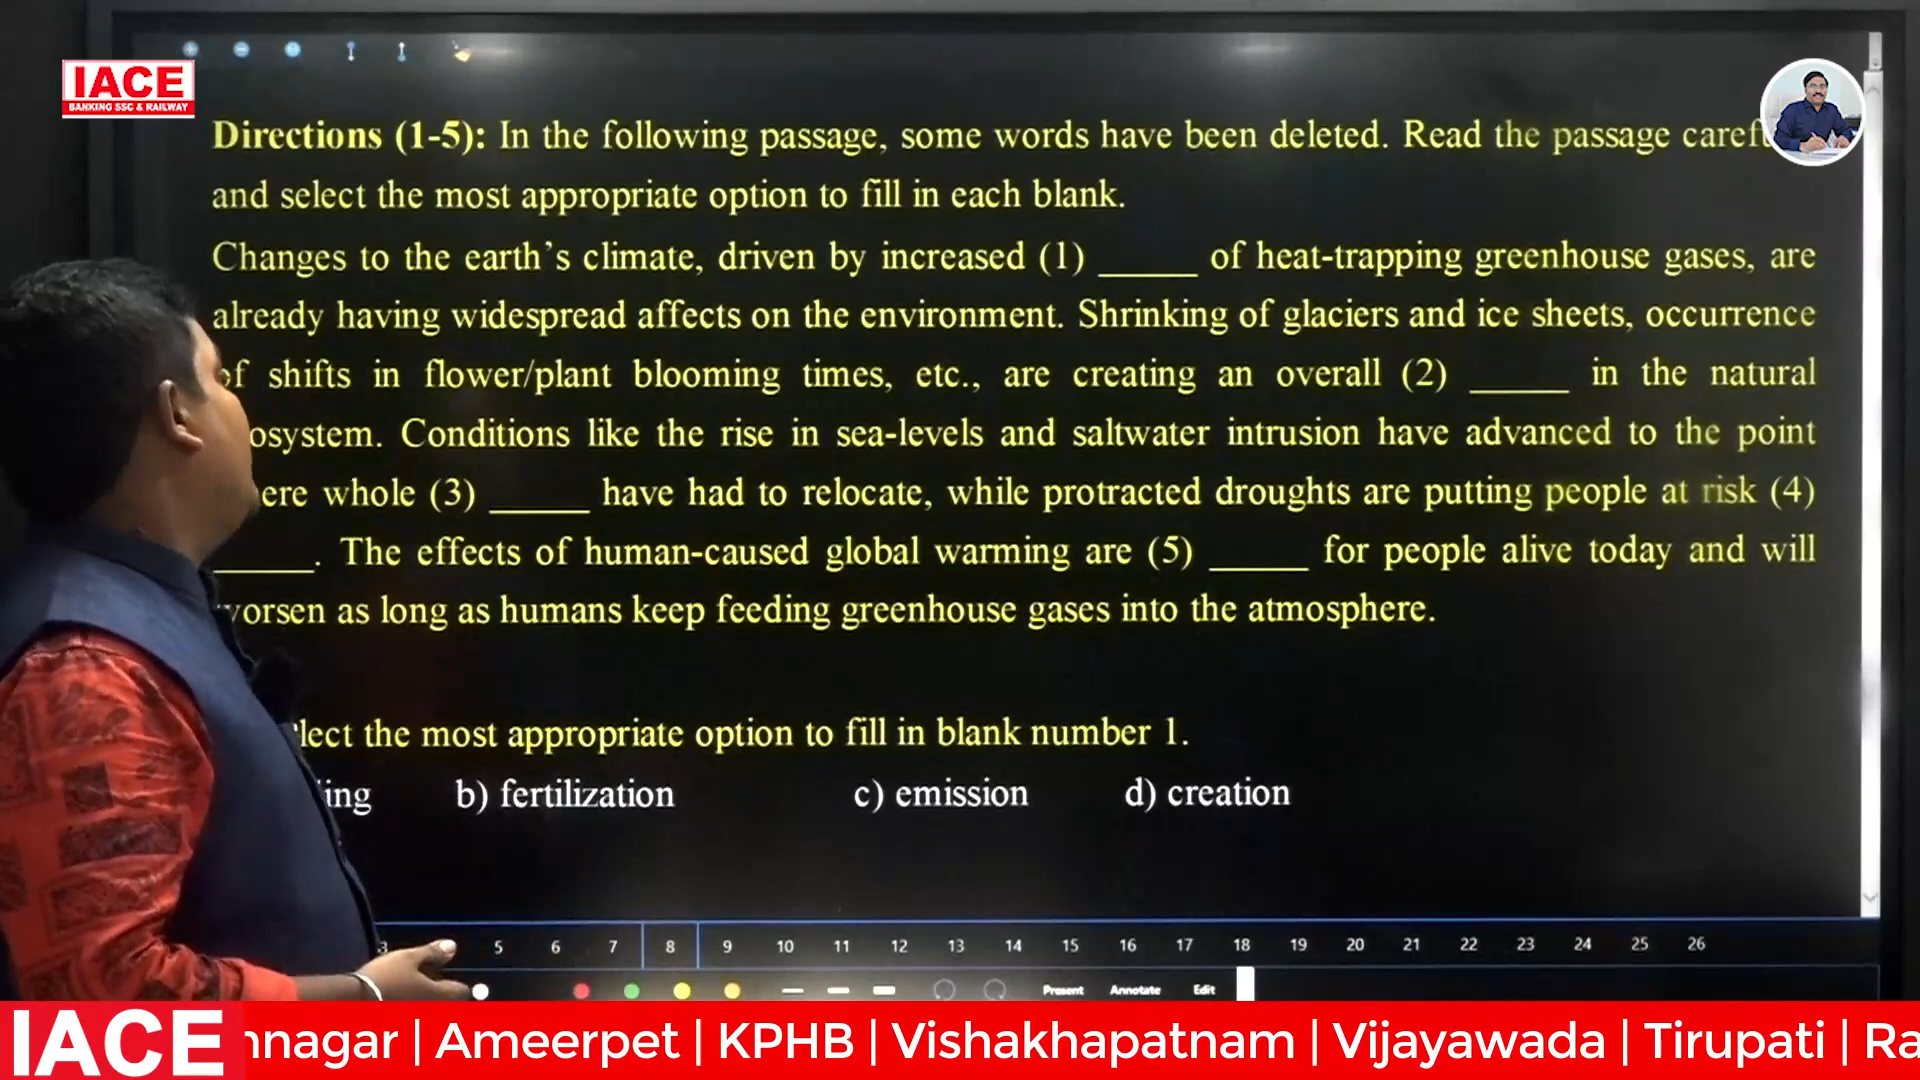 IACE
BANKING SSC & RAILWAY
Directions (1-5): In the following passage, some words have been deleted. Read the passage caref
and select the most appropriate option to fill in each blank.
Changes to the earth's climate, driven by increased (1) _____ of heat-trapping greenhouse gases, are
already having widespread affects on the environment. Shrinking of glaciers and ice sheets, occurrence
of shifts in flower/plant blooming times, etc., are creating an overall (2) _____ in the natural
osystem. Conditions like the rise in sea-levels and saltwater intrusion have advanced to the point
ere whole (3) _____ have had to relocate, while protracted droughts are putting people at risk (4)
_____. The effects of human-caused global warming are (5) _____ for people alive today and will
worsen as long as humans keep feeding greenhouse gases into the atmosphere.
lect the most appropriate option to fill in blank number 1.
ing b) fertilization c) emission d) creation
3 5 6 7 8 9 10 11 12 13 14 15 16 17 18 19 20 21 22 23 24 25 26
Present Annotate Edit
IACE nnagar | Ameerpet | KPHB | Vishakhapatnam | Vijayawada | Tirupati | Ra